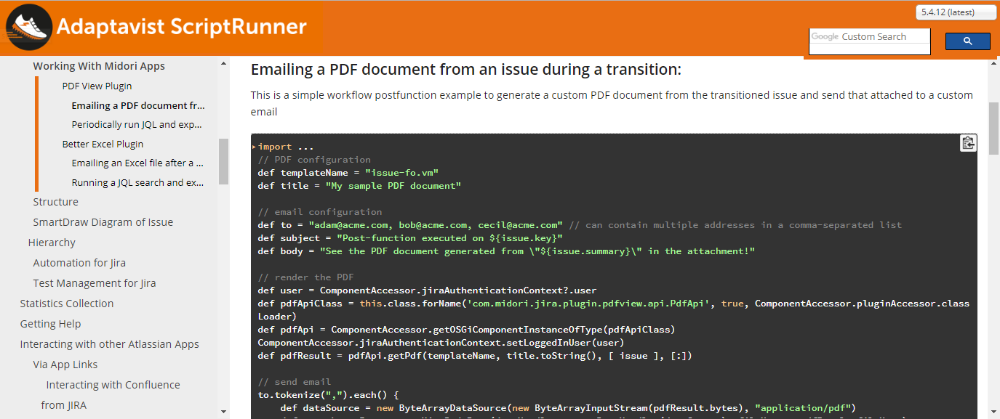 Adaptavist ScriptRunner
5.4.12 (latest)
Google Custom Search
Working With Midori Apps
PDF View Plugin
Emailing a PDF document fr...
Periodically run JQL and exp...
Better Excel Plugin
Emailing an Excel file after a ...
Running a JQL search and ex...
Structure
SmartDraw Diagram of Issue
Hierarchy
Automation for Jira
Test Management for Jira
Statistics Collection
Getting Help
Interacting with other Atlassian Apps
Via App Links
Interacting with Confluence
from JIRA
Emailing a PDF document from an issue during a transition:
This is a simple workflow postfunction example to generate a custom PDF document from the transitioned issue and send that attached to a custom
email
import ...
// PDF configuration
def templateName = "issue-fo.vm"
def title = "My sample PDF document"
// email configuration
def to = "adam@acme.com, bob@acme.com, cecil@acme.com" // can contain multiple addresses in a comma-separated list
def subject = "Post-function executed on ${issue.key}"
def body = "See the PDF document generated from \"${issue.summary}\" in the attachment!"
// render the PDF
def user = ComponentAccessor.jiraAuthenticationContext?.user
def pdfApiClass = this.class.forName('com.midori.jira.plugin.pdfview.api.PdfApi', true, ComponentAccessor.pluginAccessor.class
Loader)
def pdfApi = ComponentAccessor.getOSGiComponentInstanceOfType(pdfApiClass)
ComponentAccessor.jiraAuthenticationContext.setLoggedInUser(user)
def pdfResult = pdfApi.getPdf(templateName, title.toString(), [ issue ], [:])
// send email
to.tokenize(",").each() {
def dataSource = new ByteArrayDataSource(new ByteArrayInputStream(pdfResult.bytes), "application/pdf")